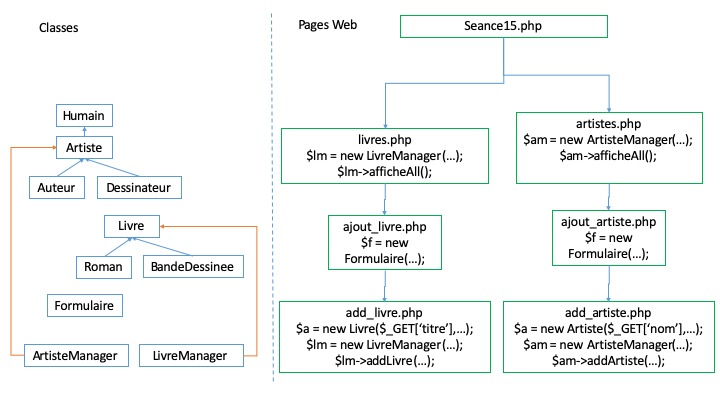 Classes
Humain
Artiste
Auteur
Dessinateur
Livre
Roman
BandeDessinee
Formulaire
ArtisteManager
LivreManager
Pages Web
Seance15.php
livres.php
$lm = new LivreManager(...);
$lm->afficheAll();
artistes.php
$am = new ArtisteManager(...);
$am->afficheAll();
ajout_livre.php
$f = new
Formulaire(...);
ajout_artiste.php
$f = new
Formulaire(...);
add_livre.php
$a = new Livre($_GET['titre'],...);
$lm = new LivreManager(...);
$lm->addLivre(...);
add_artiste.php
$a = new Artiste($_GET['nom'],...);
$am = new ArtisteManager(...);
$am->addArtiste(...);